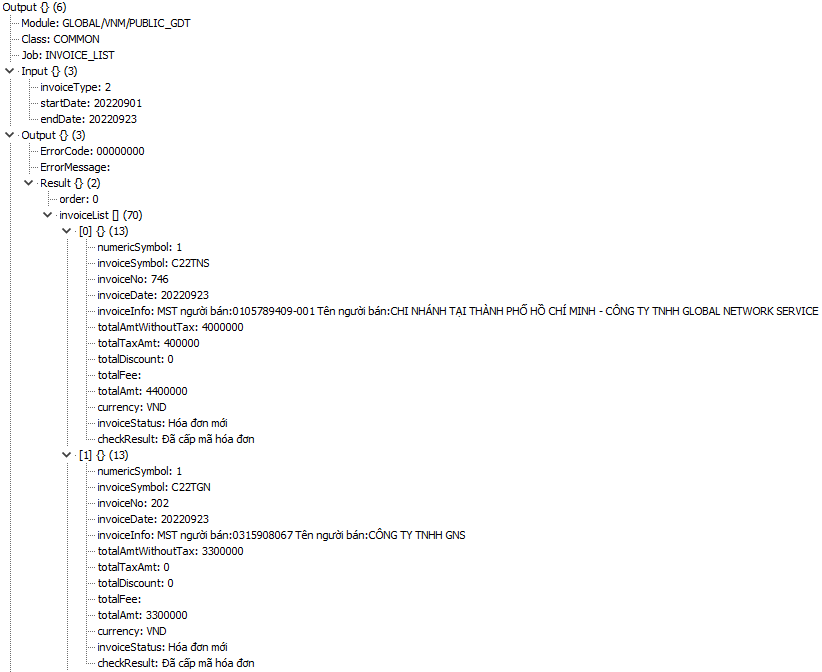 Output {} (6)
Module: GLOBAL/VNM/PUBLIC_GDT
Class: COMMON
Job: INVOICE_LIST
Input {} (3)
invoiceType: 2
startDate: 20220901
endDate: 20220923
Output {} (3)
ErrorCode: 00000000
ErrorMessage:
Result {} (2)
order: 0
invoiceList [] (70)
[0] {} (13)
numericSymbol: 1
invoiceSymbol: C22TNS
invoiceNo: 746
invoiceDate: 20220923
invoiceInfo: MST người bán:0105789409-001 Tên người bán:CHI NHÁNH TẠI THÀNH PHỐ HỒ CHÍ MINH - CÔNG TY TNHH GLOBAL NETWORK SERVICE
totalAmtWithoutTax: 4000000
totalTaxAmt: 400000
totalDiscount: 0
totalFee:
totalAmt: 4400000
currency: VND
invoiceStatus: Hóa đơn mới
checkResult: Đã cấp mã hóa đơn
[1] {} (13)
numericSymbol: 1
invoiceSymbol: C22TGN
invoiceNo: 202
invoiceDate: 20220923
invoiceInfo: MST người bán:0315908067 Tên người bán:CÔNG TY TNHH GNS
totalAmtWithoutTax: 3300000
totalTaxAmt: 0
totalDiscount: 0
totalFee:
totalAmt: 3300000
currency: VND
invoiceStatus: Hóa đơn mới
checkResult: Đã cấp mã hóa đơn